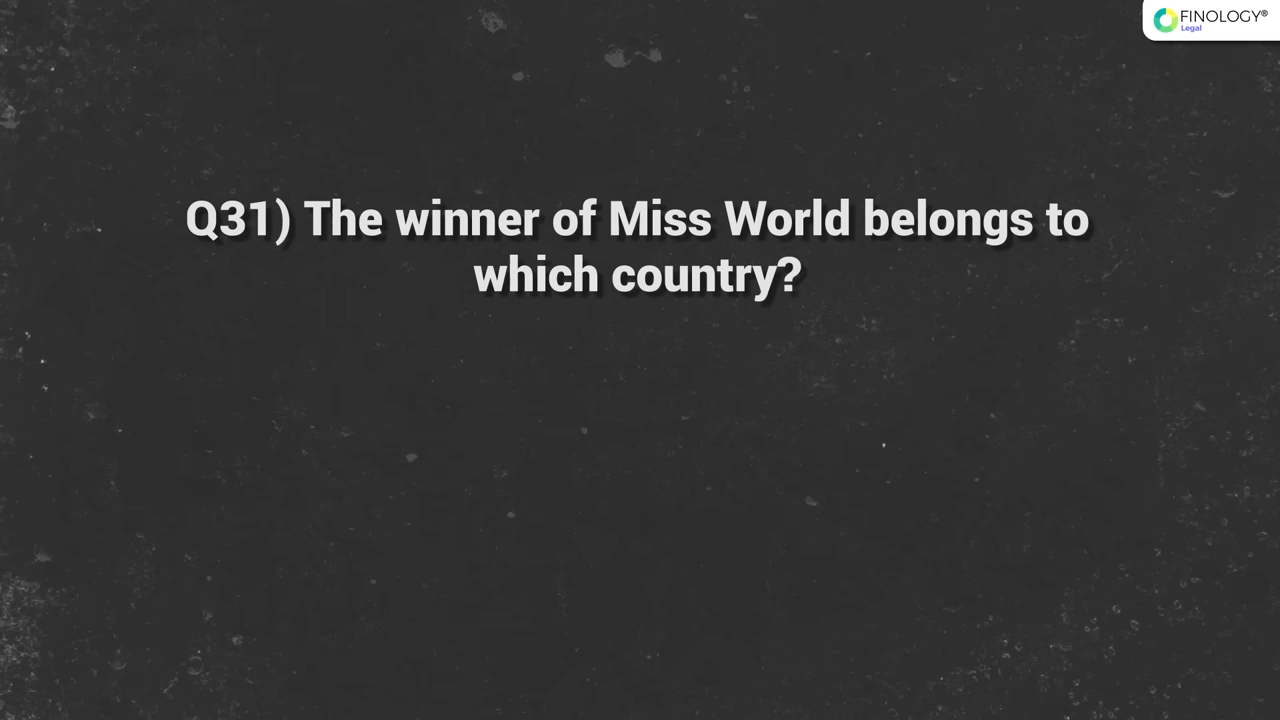 FINOLOGY®
Legal
Q31) The winner of Miss World belongs to
which country?